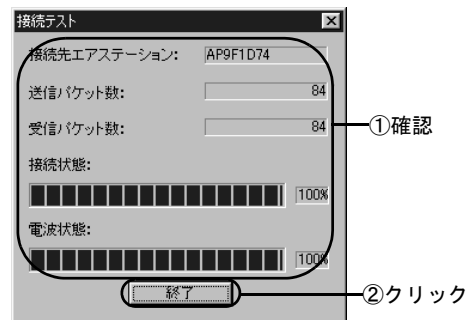 接続テスト
接続先エアステーション: AP9F1D74
送信パケット数: 84
受信パケット数: 84
①確認
接続状態:
100%
電波状態:
100%
終了
②クリック